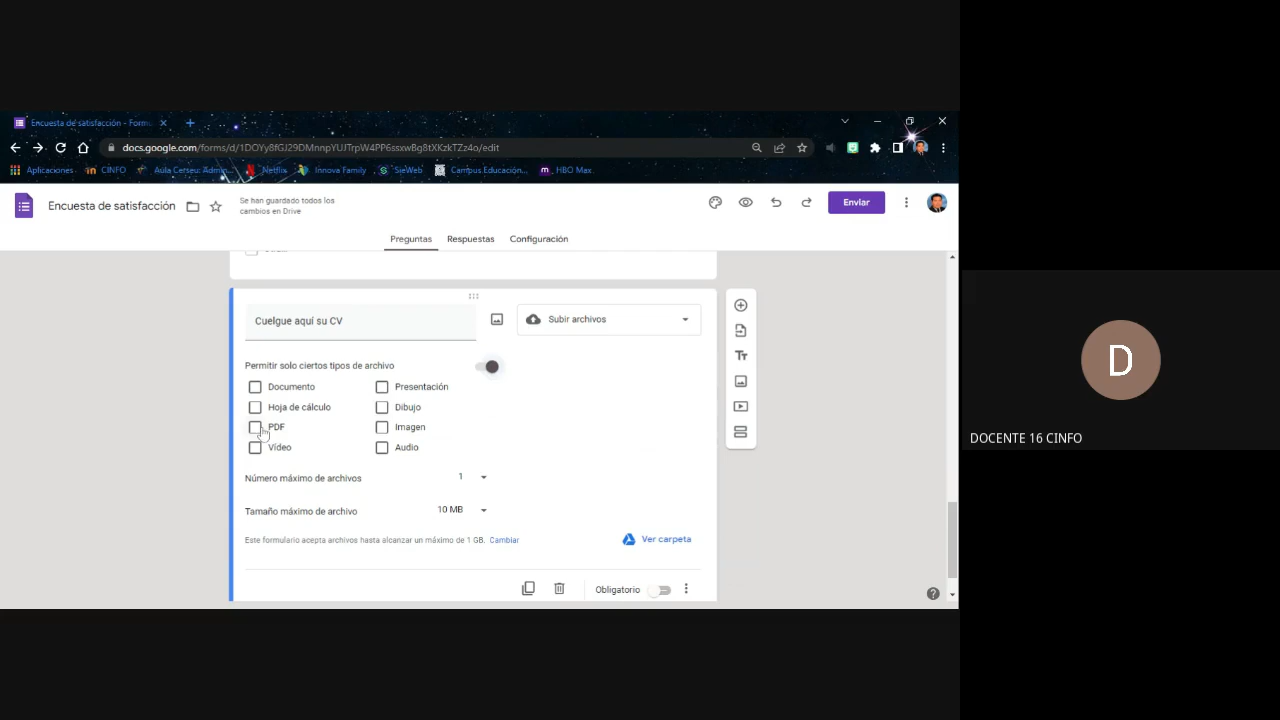 Encuesta de satisfacción - Form
docs.google.com/forms/d/1DOYy8fGJ29DMnnpYUJTrpW4PP6ssxwBg8tXKzkTZz4o/edit
Aplicaciones CINFO Aula Cerseu: Admin... Netflix Innova Family SieWeb Campus Educación... HBO Max
Encuesta de satisfacción
Se han guardado todos los
cambios en Drive
Enviar
Preguntas Respuestas Configuración
Cuelgue aquí su CV
Subir archivos
Permitir solo ciertos tipos de archivo
Documento Presentación
Hoja de cálculo Dibujo
PDF Imagen
Vídeo Audio
Número máximo de archivos 1
Tamaño máximo de archivo 10 MB
Este formulario acepta archivos hasta alcanzar un máximo de 1 GB. Cambiar
Ver carpeta
Obligatorio
Tt
D
DOCENTE 16 CINFO